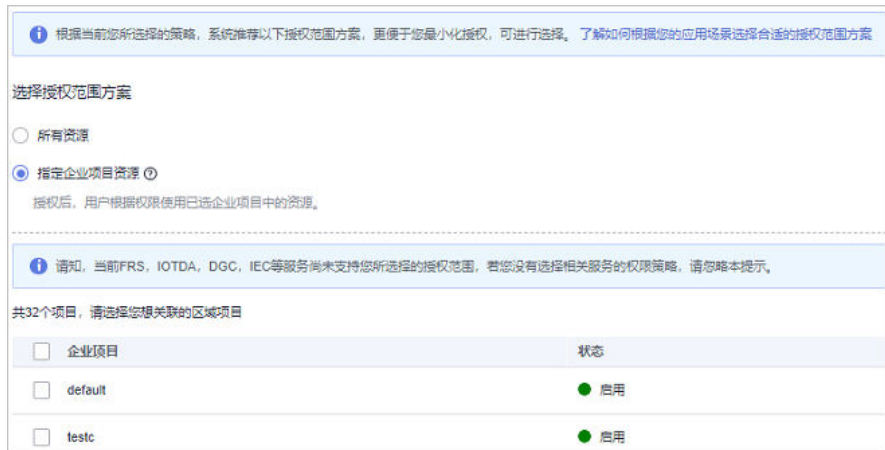 根据当前您所选择的策略，系统推荐以下授权范围方案，更便于您最小化授权，可进行选择。了解如何根据您的应用场景选择合适的授权范围方案
选择授权范围方案
所有资源
指定企业项目资源
授权后，用户根据权限使用已选企业项目中的资源。
请知，当前FRS，IOTDA，DGC，IEC等服务尚未支持您所选择的授权范围，若您没有选择相关服务的权限策略，请忽略本提示。
共32个项目，请选择您想关联的区域项目
企业项目 状态
default 启用
testc 启用